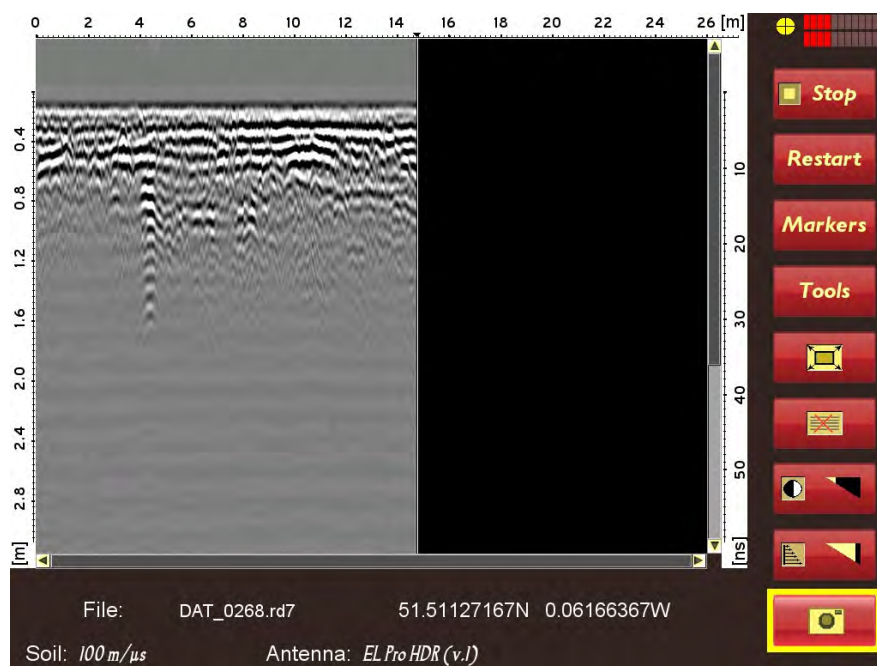 0 2 4 6 8 10 12 14 16 18 20 22 24 26 [m]
0.4
0.8
1.2
1.6
2.0
2.4
2.8
[m]
10
20
30
40
50
[ns]
Stop
Restart
Markers
Tools
File: DAT_0268.rd7 51.51127167N 0.06166367W
Soil: 100 m/µs Antenna: EL Pro HDR (v.1)